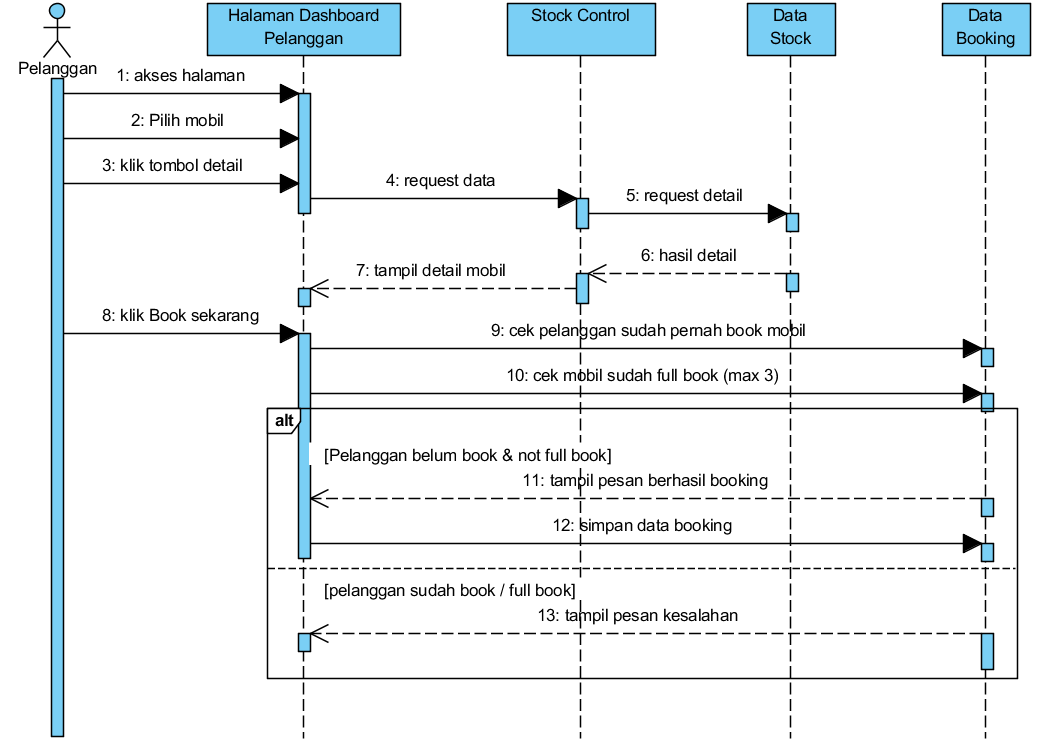 Halaman Dashboard
Pelanggan
Stock Control
Data
Stock
Data
Booking
Pelanggan
1: akses halaman
2: Pilih mobil
3: klik tombol detail
4: request data
5: request detail
6: hasil detail
7: tampil detail mobil
8: klik Book sekarang
9: cek pelanggan sudah pernah book mobil
10: cek mobil sudah full book (max 3)
alt
[Pelanggan belum book & not full book]
11: tampil pesan berhasil booking
12: simpan data booking
[pelanggan sudah book / full book]
13: tampil pesan kesalahan